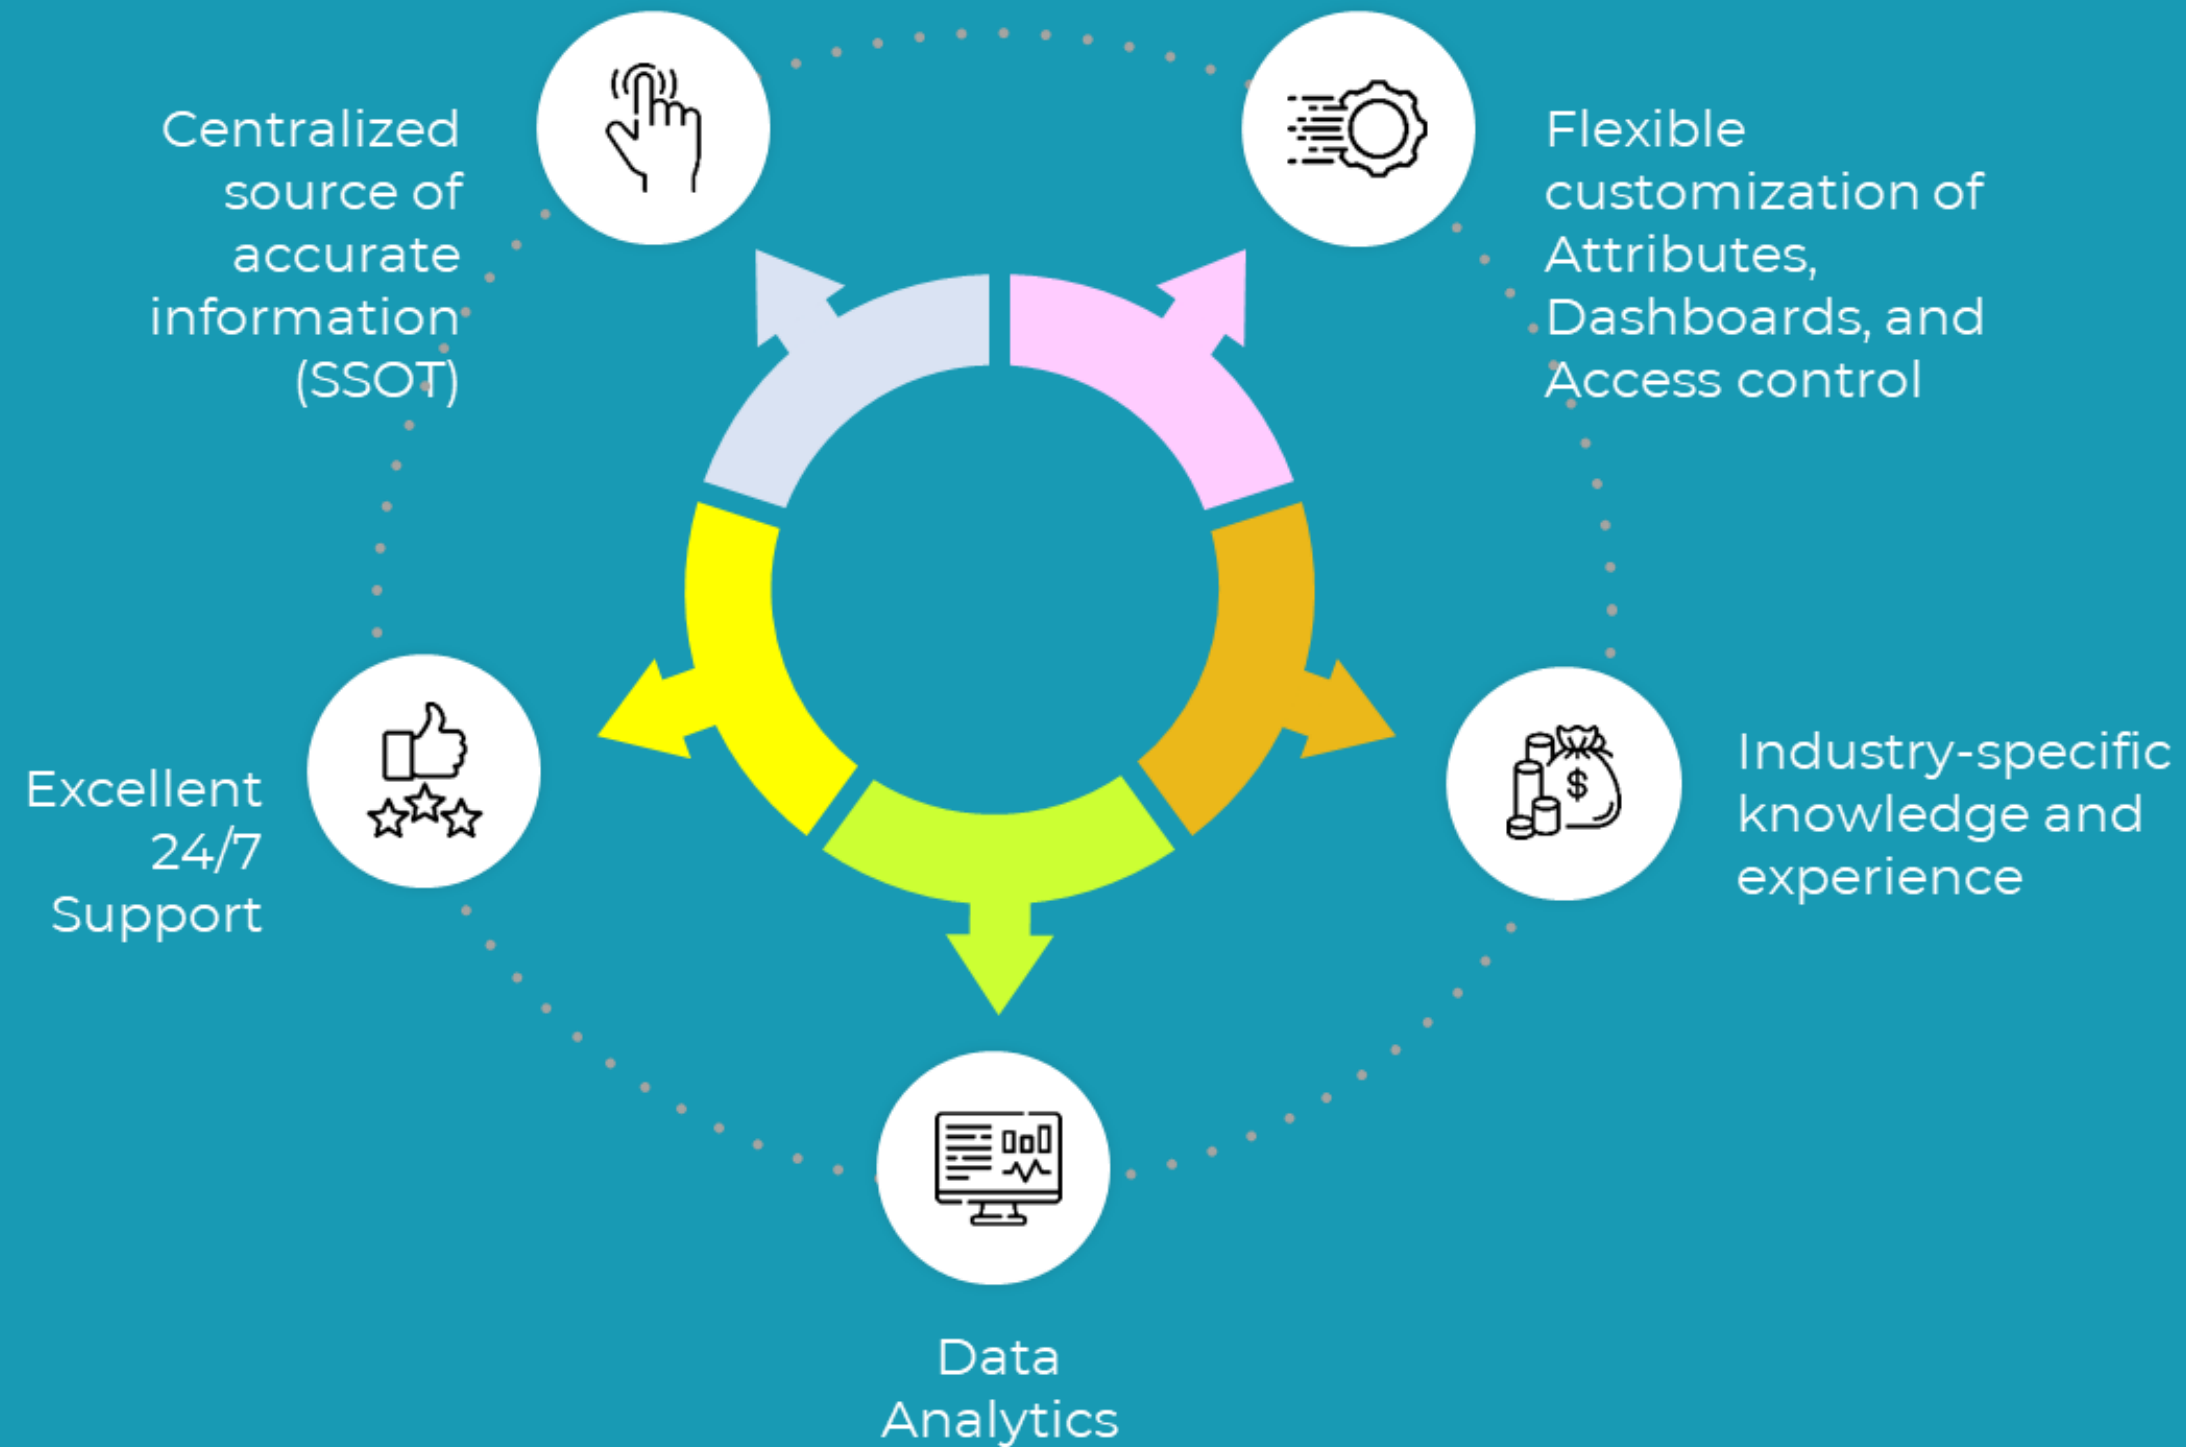 Centralized
source of
accurate
information
(SSOT)
Flexible
customization of
Attributes,
Dashboards, and
Access control
Excellent
24/7
Support
$
Industry-specific
knowledge and
experience
Data
Analytics